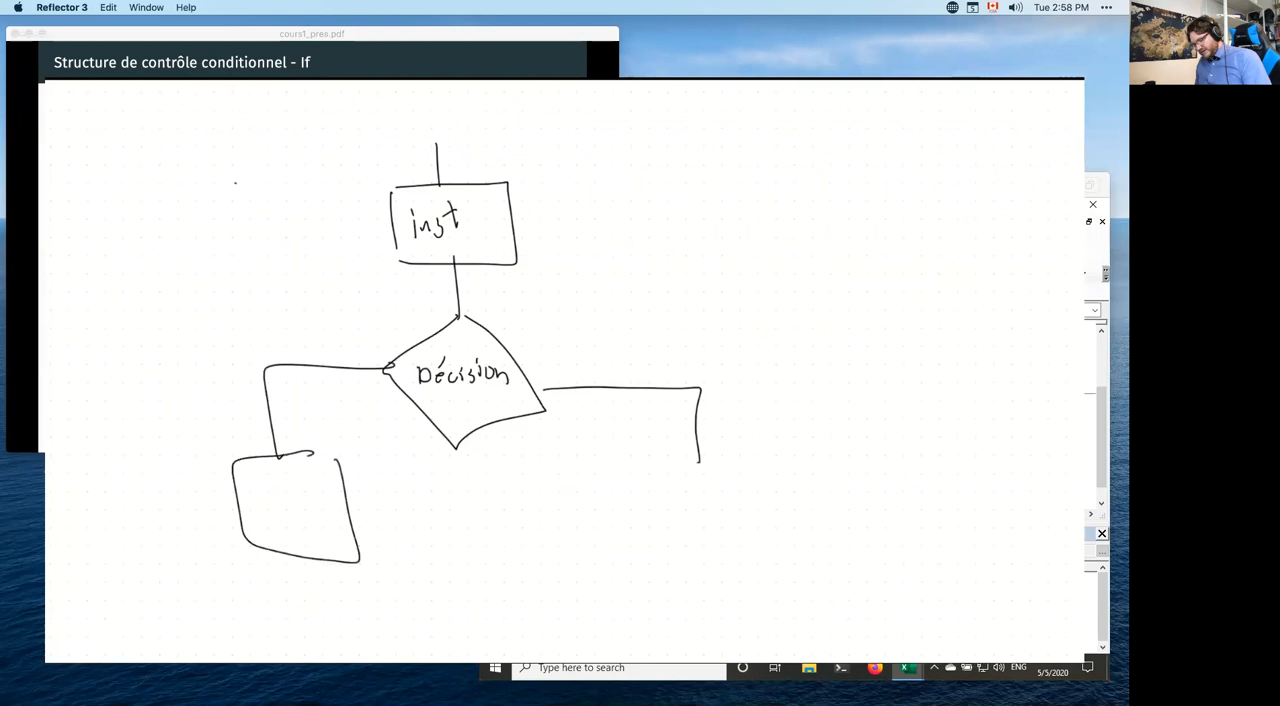 Reflector 3 Edit Window Help
5
Tue 2:58 PM
cours1_pres.pdf
Structure de contrôle conditionnel - If
inst
Décision
Type here to search
ENG
5/5/2020